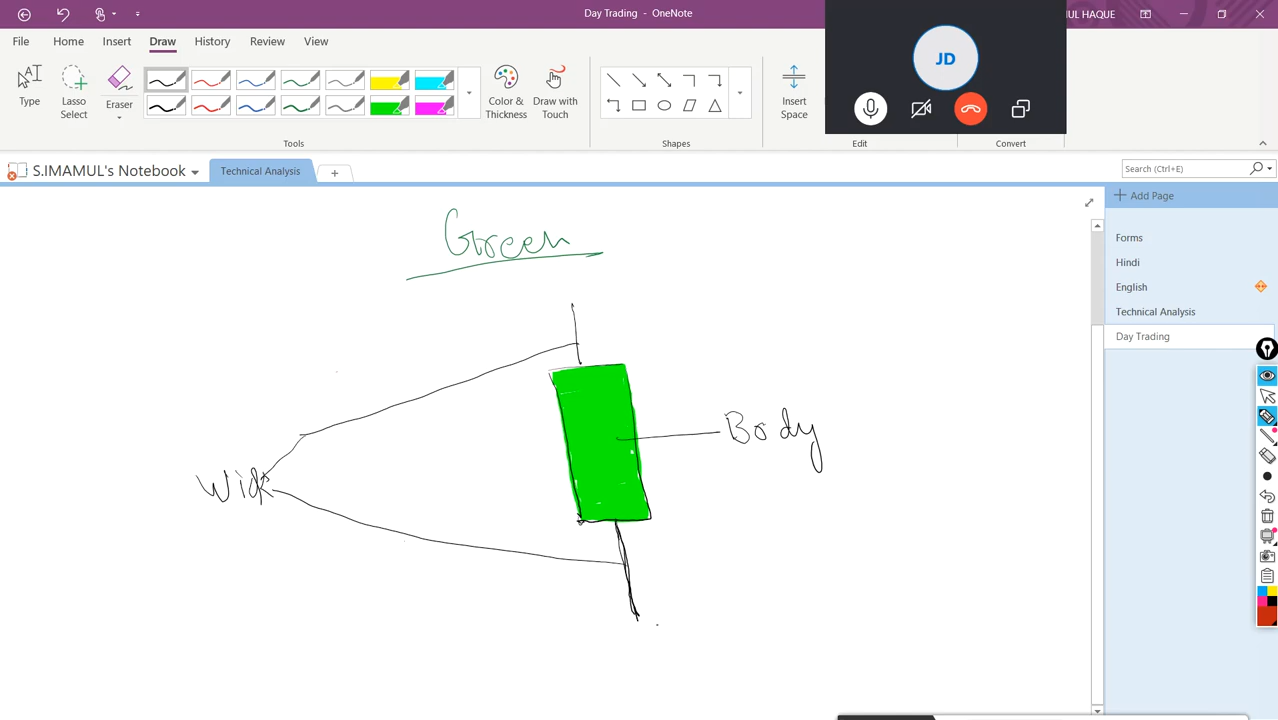 Day Trading - OneNote
JD
UL HAQUE
File Home Insert Draw History Review View
Type
Lasso Select
Eraser
Color & Thickness
Draw with Touch
Insert Space
Tools
Shapes
Edit
Convert
S.IMAMUL's Notebook
Technical Analysis
Search (Ctrl+E)
Add Page
Forms
Hindi
English
Technical Analysis
Day Trading
Green
Body
Wick